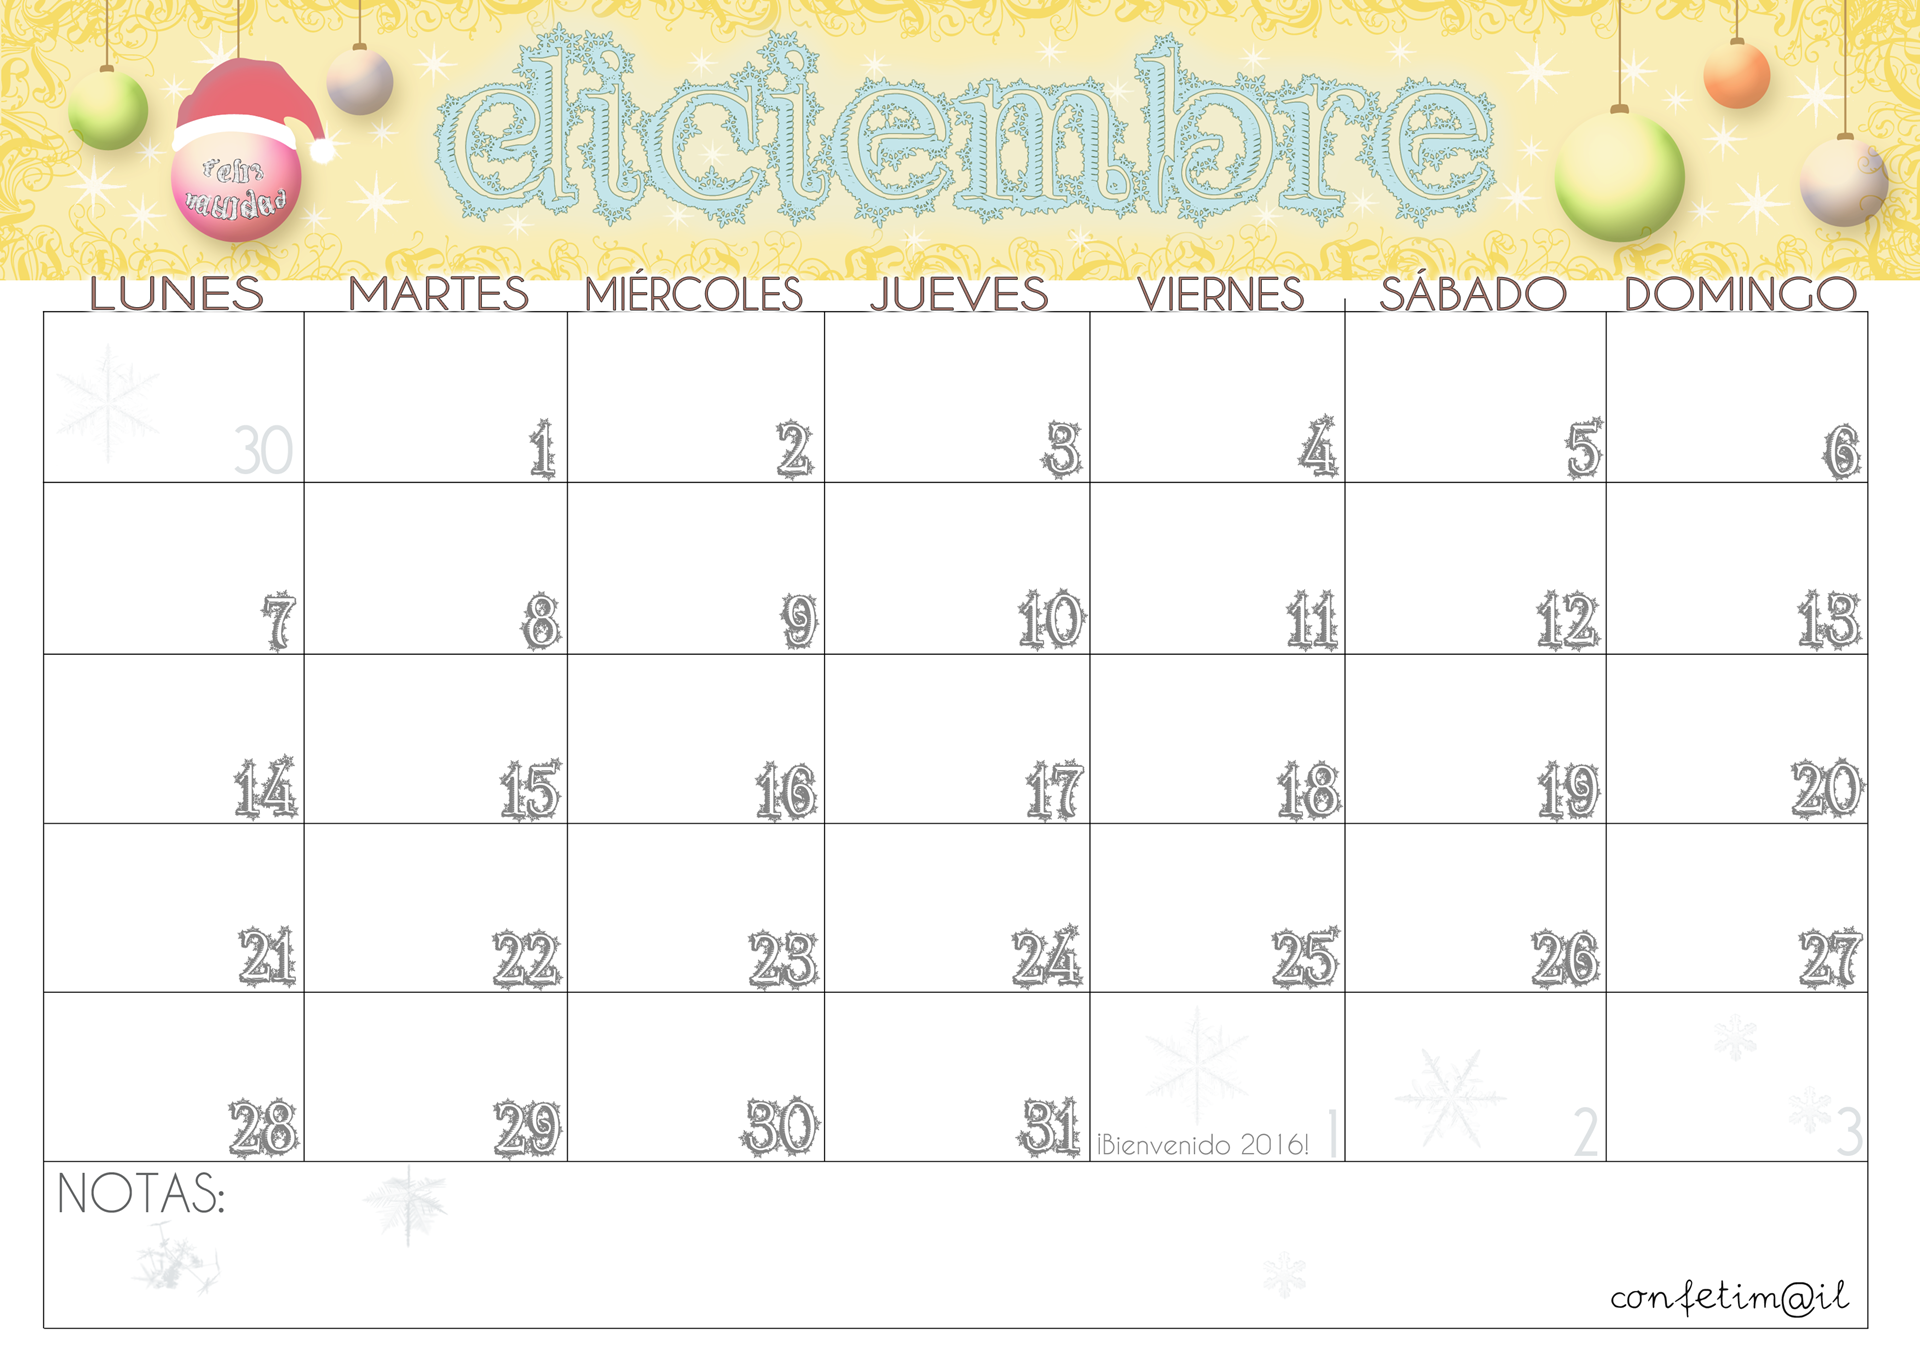 diciembre
Feliz
navidad
LUNES MARTES MIÉRCOLES JUEVES VIERNES SÁBADO DOMINGO
30 1 2 3 4 5 6
7 8 9 10 11 12 13
14 15 16 17 18 19 20
21 22 23 24 25 26 27
28 29 30 31 ¡Bienvenido 2016! 1 2 3
NOTAS:
confetim@il